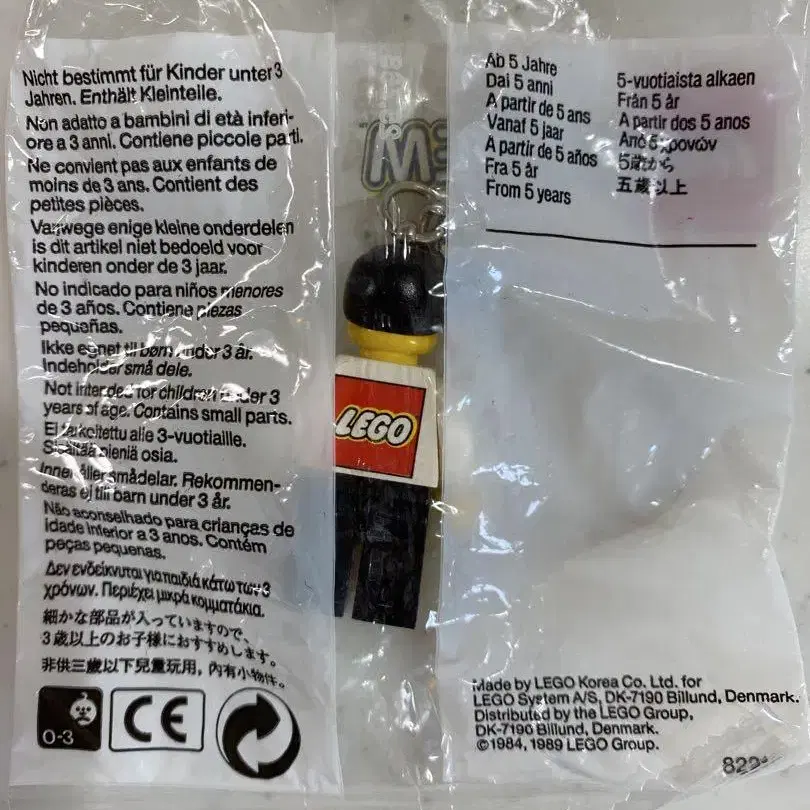 Nicht bestimmt für Kinder unter 3
Jahren. Enthält Kleinteile.
Non adatto a bambini di età inferi-
ore a 3 anni. Contiene piccole parti.
Ne convient pas aux enfants de
moins de 3 ans. Contient des
petites pièces.
Vanwege enige kleine onderdelen
is dit artikel niet bedoeld voor
kinderen onder de 3 jaar.
No indicado para niños menores
de 3 años. Contiene piezas
pequeñas.
Ikke egnet til børn under 3 år.
Indeholder små dele.
Not intended for children under 3
years of age. Contains small parts.
Ei tarkoitettu alle 3-vuotiaille.
Sisältää pieniä osia.
Innehåller smådelar. Rekommen-
deras ej till barn under 3 år.
Não aconselhado para crianças de
idade inferior a 3 anos. Contém
peças pequenas.
Δεν ενδείκνυται για παιδιά κάτω των 3
χρόνων. Περιέχει μικρά κομματάκια.
細かな部品が入っていますので、
3歳以上のお子様におすすめします。
非供三歲以下兒童玩用，內有小物件。
0-3
CE
LEGO
Ab 5 Jahre
Dai 5 anni
A partir de 5 ans
Vanaf 5 jaar
A partir de 5 años
Fra 5 år
From 5 years
5-vuotiaista alkaen
Från 5 år
A partir dos 5 anos
Από 5 χρονών
5歳から
五歲以上
Made by LEGO Korea Co. Ltd. for
LEGO System A/S, DK-7190 Billund, Denmark.
Distributed by the LEGO Group,
DK-7190 Billund, Denmark.
©1984, 1989 LEGO Group.